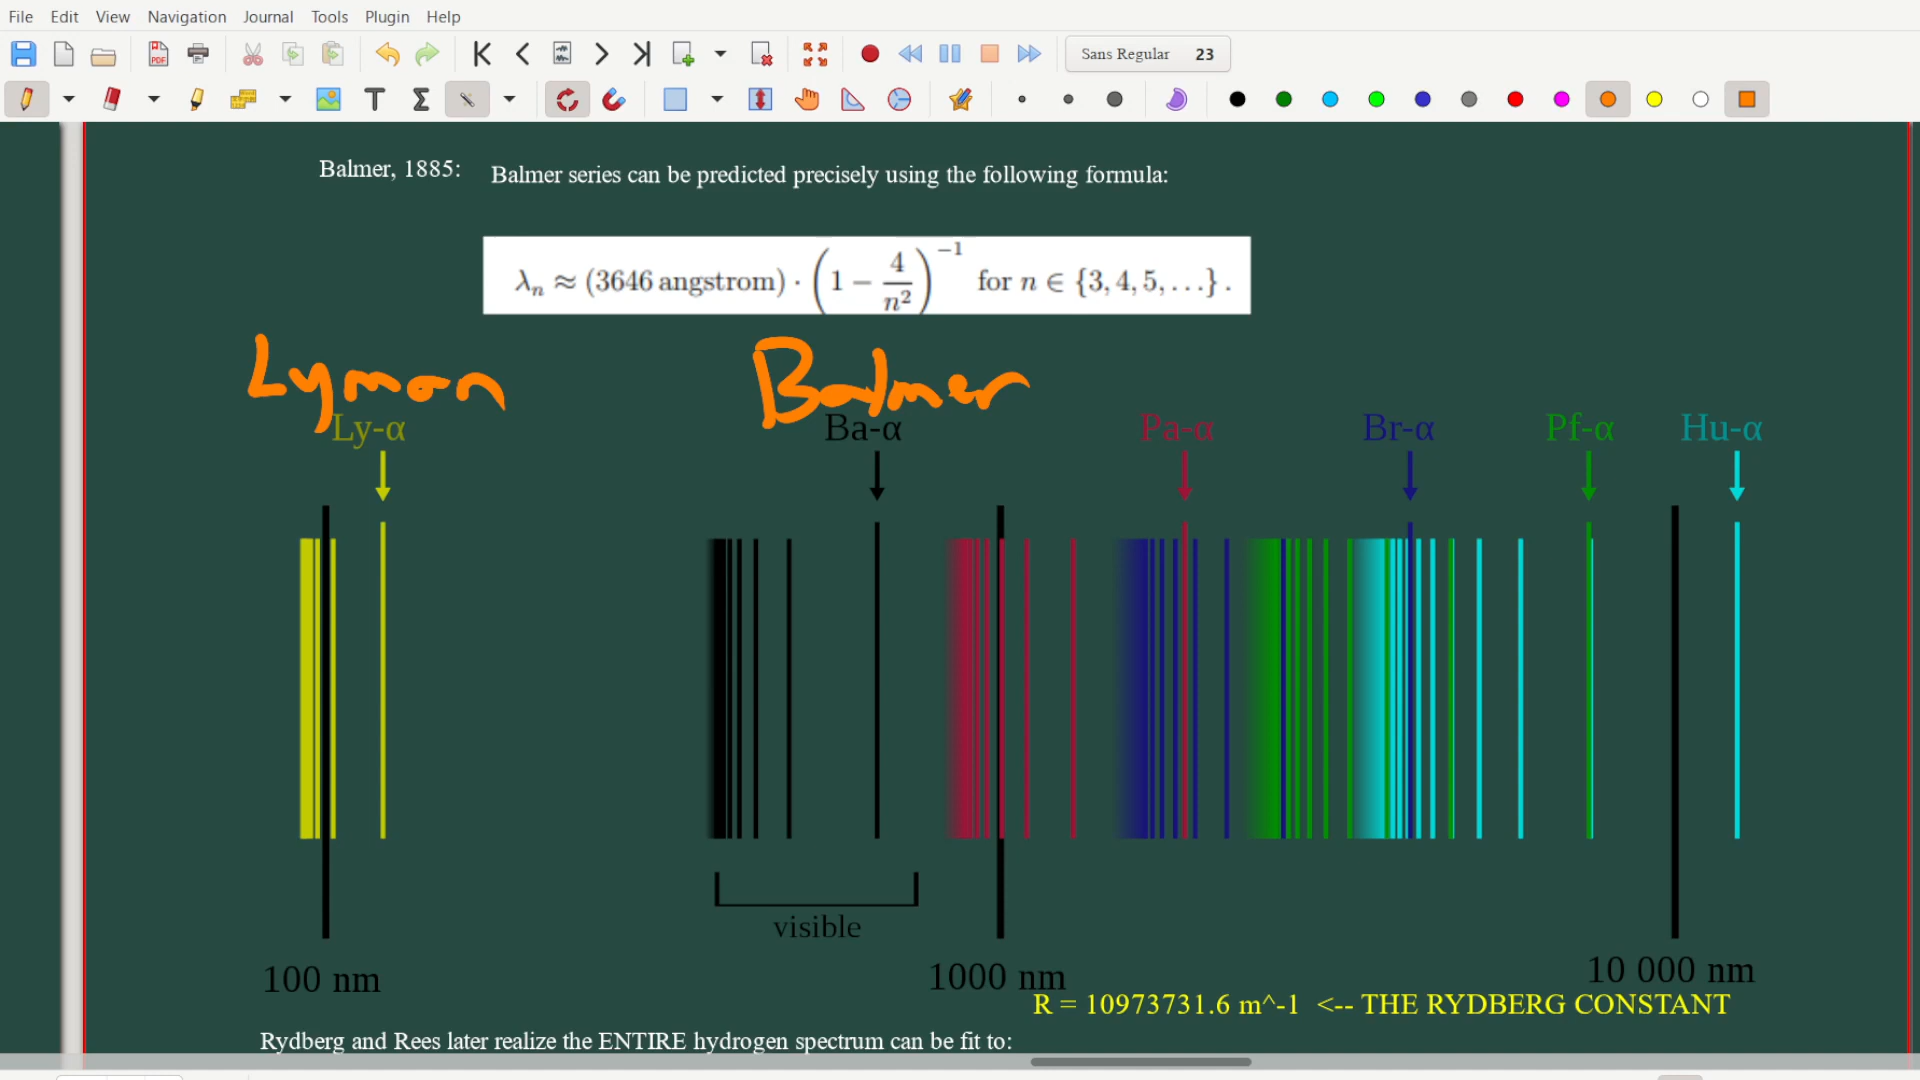 File Edit View Navigation Journal Tools Plugin Help
PDF
Sans Regular 23
Balmer, 1885: Balmer series can be predicted precisely using the following formula:
λₙ ≈ (3646 angstrom) · (1 − 4/n²)⁻¹ for n ∈ {3, 4, 5, …} .
Lyman Balmer
Ly-α Ba-α Pa-α Br-α Pf-α Hu-α
visible
100 nm 1000 nm 10 000 nm
R = 10973731.6 m^-1 <-- THE RYDBERG CONSTANT
Rydberg and Rees later realize the ENTIRE hydrogen spectrum can be fit to: